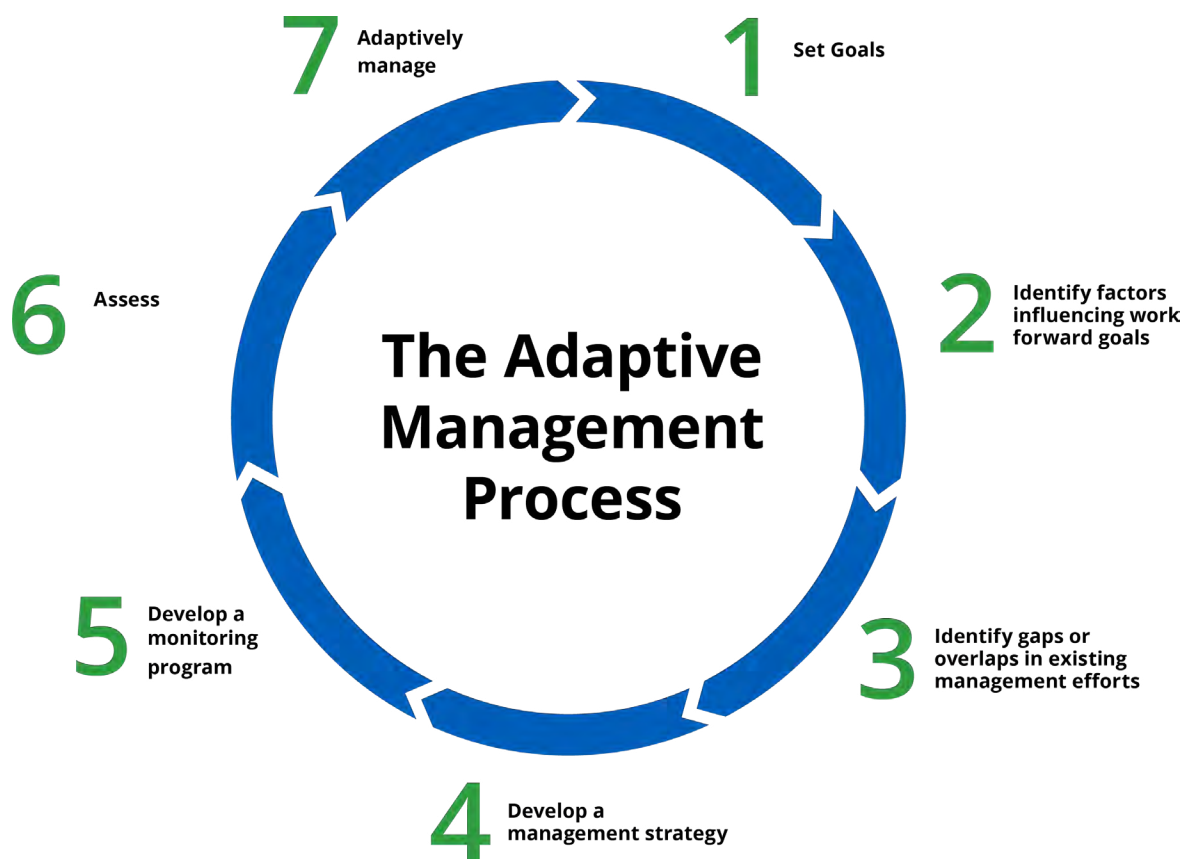 The Adaptive
Management
Process
1
Set Goals
2
Identify factors
influencing work
forward goals
3
Identify gaps or
overlaps in existing
management efforts
4
Develop a
management strategy
5
Develop a
monitoring
program
6
Assess
7
Adaptively
manage